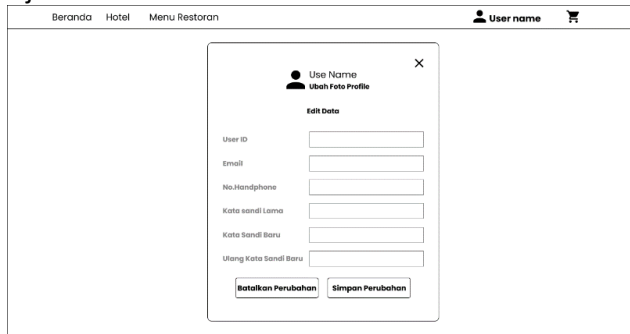 Beranda Hotel Menu Restoran User name
Use Name
Ubah Foto Profile
Edit Data
User ID
Email
No.Handphone
Kata sandi Lama
Kata Sandi Baru
Ulang Kata Sandi Baru
Batalkan Perubahan Simpan Perubahan